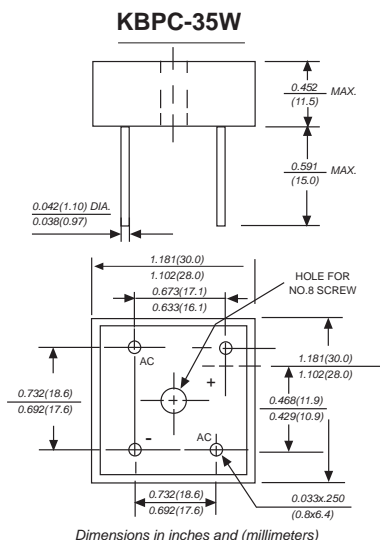 KBPC-35W
0.452
(11.5)
MAX.
0.591
(15.0)
MAX.
0.042(1.10) DIA.
0.038(0.97)
1.181(30.0)
1.102(28.0)
0.673(17.1)
0.633(16.1)
HOLE FOR
NO.8 SCREW
AC
+
1.181(30.0)
1.102(28.0)
0.732(18.6)
0.692(17.6)
0.468(11.9)
0.429(10.9)
-
AC
0.732(18.6)
0.692(17.6)
0.033x.250
(0.8x6.4)
Dimensions in inches and (millimeters)